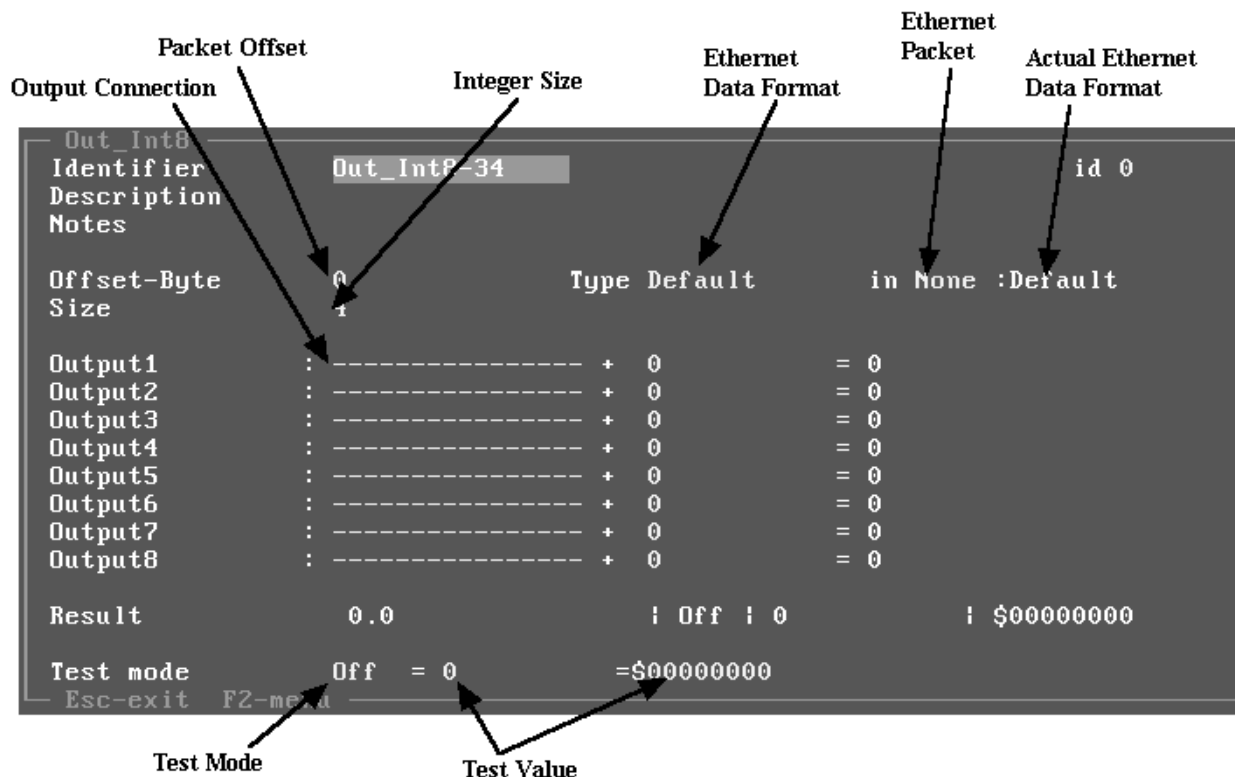 Ethernet
Packet
Packet Offset
Ethernet
Data Format
Actual Ethernet
Data Format
Output Connection
Integer Size
Out_Int8
Identifier Out_Int8-34 id 0
Description
Notes
Offset-Byte 0 Type Default in None :Default
Size 4
Output1 : ---------------- + 0 = 0
Output2 : ---------------- + 0 = 0
Output3 : ---------------- + 0 = 0
Output4 : ---------------- + 0 = 0
Output5 : ---------------- + 0 = 0
Output6 : ---------------- + 0 = 0
Output7 : ---------------- + 0 = 0
Output8 : ---------------- + 0 = 0
Result 0.0 ¦ Off ¦ 0 ¦ $00000000
Test mode Off = 0 =$00000000
Esc-exit F2-menu
Test Mode
Test Value